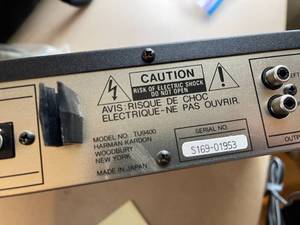 CAUTION
RISK OF ELECTRIC SHOCK
DO NOT OPEN
AVIS: RISQUE DE CHOC
ELECTRIQUE-NE PAS OUVRIR.
MODEL NO. TU9400
HARMAN KARDON
WOODBURY
NEW YORK
MADE IN JAPAN
SERIAL NO.
S169-01953
LEFT